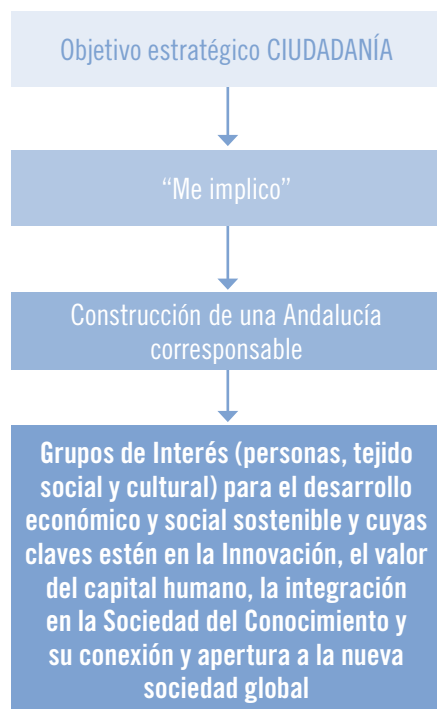 Objetivo estratégico CIUDADANÍA
“Me implico”
Construcción de una Andalucía
corresponsable
Grupos de Interés (personas, tejido
social y cultural) para el desarrollo
económico y social sostenible y cuyas
claves estén en la Innovación, el valor
del capital humano, la integración
en la Sociedad del Conocimiento y
su conexión y apertura a la nueva
sociedad global